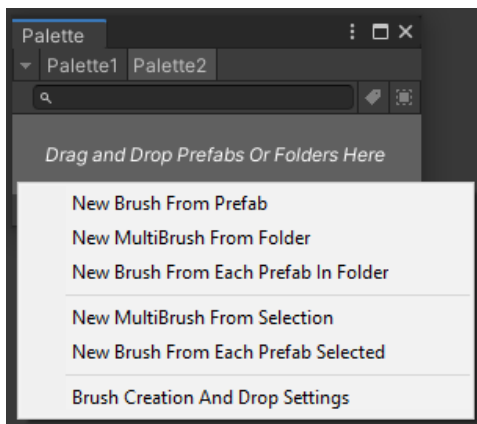 Palette
Palette1 Palette2
Drag and Drop Prefabs Or Folders Here
New Brush From Prefab
New MultiBrush From Folder
New Brush From Each Prefab In Folder
New MultiBrush From Selection
New Brush From Each Prefab Selected
Brush Creation And Drop Settings